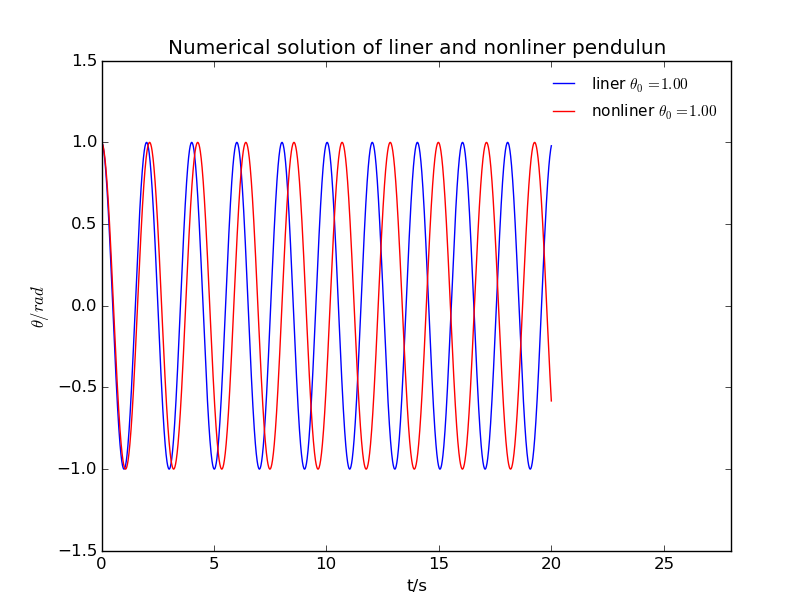 Numerical solution of liner and nonliner pendulun
liner θ₀ =1.00
nonliner θ₀ =1.00
θ/rad
1.5
1.0
0.5
0.0
−0.5
−1.0
−1.5
0 5 10 15 20 25
t/s